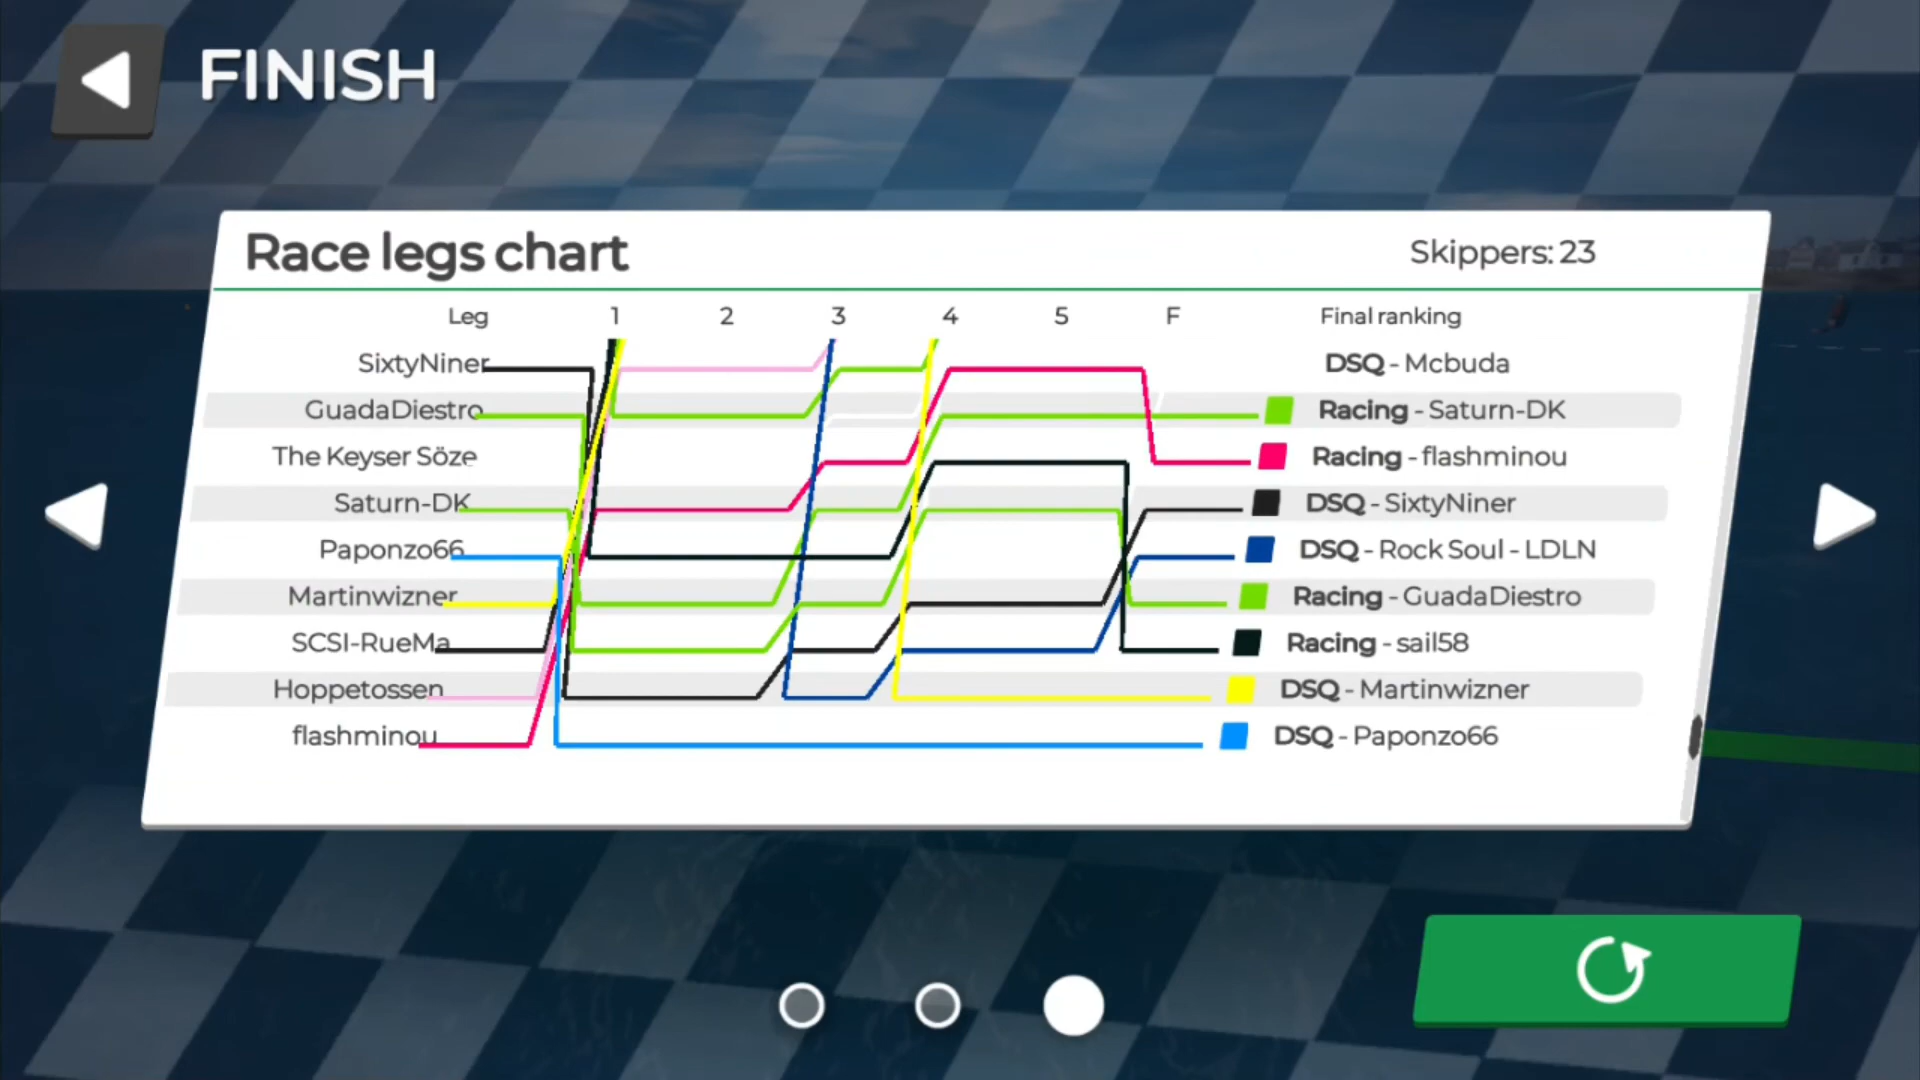 FINISH
Race legs chart Skippers: 23
Leg 1 2 3 4 5 F Final ranking
SixtyNiner DSQ - Mcbuda
GuadaDiestro Racing - Saturn-DK
The Keyser Söze Racing - flashminou
Saturn-DK DSQ - SixtyNiner
Paponzo66 DSQ - Rock Soul - LDLN
Martinwizner Racing - GuadaDiestro
SCSI-RueMa Racing - sail58
Hoppetossen DSQ - Martinwizner
flashminou DSQ - Paponzo66